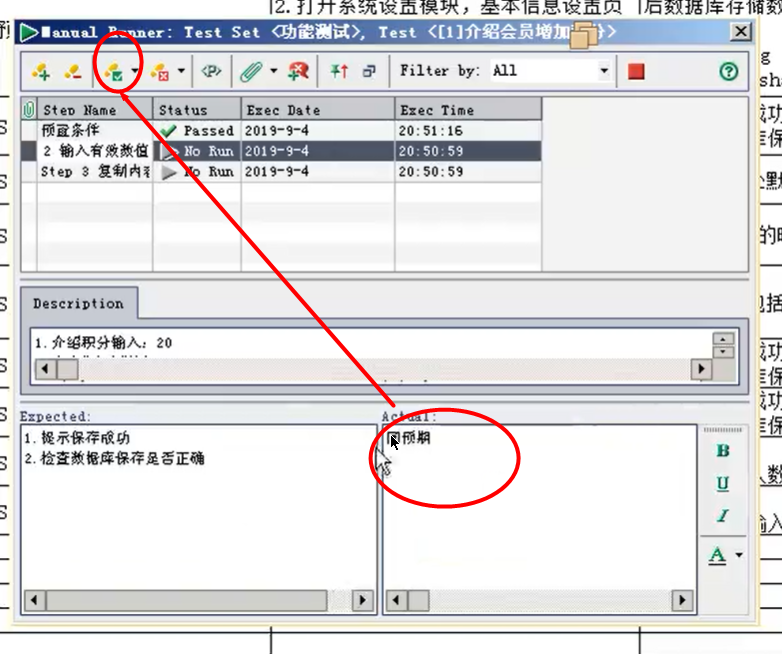 2. 打开系统设置模块，基本信息设置页
后数据库存储数
Manual Runner: Test Set <功能测试>, Test <[1]介绍会员增加
Filter by: All
Step Name Status Exec Date Exec Time
预置条件 Passed 2019-9-4 20:51:16
2 输入有效数值 No Run 2019-9-4 20:50:59
Step 3 复制内 No Run 2019-9-4 20:50:59
Description
1. 介绍积分输入：20
Expected: Actual:
1. 提示保存成功
2. 检查数据库保存是否正确
同预期
B
U
I
A